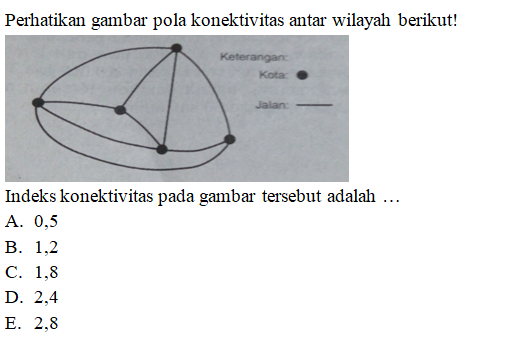 Perhatikan gambar pola konektivitas antar wilayah berikut!
Keterangan:
Kota:
Jalan:
Indeks konektivitas pada gambar tersebut adalah …
A. 0,5
B. 1,2
C. 1,8
D. 2,4
E. 2,8